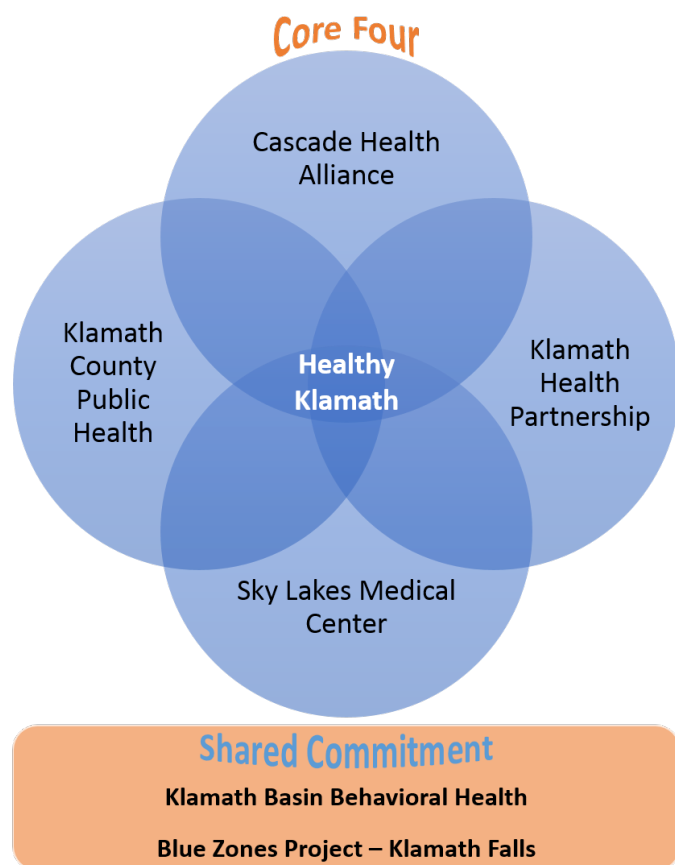 Core Four
Cascade Health
Alliance
Klamath
County
Public
Health
Healthy
Klamath
Klamath
Health
Partnership
Sky Lakes Medical
Center
Shared Commitment
Klamath Basin Behavioral Health
Blue Zones Project – Klamath Falls